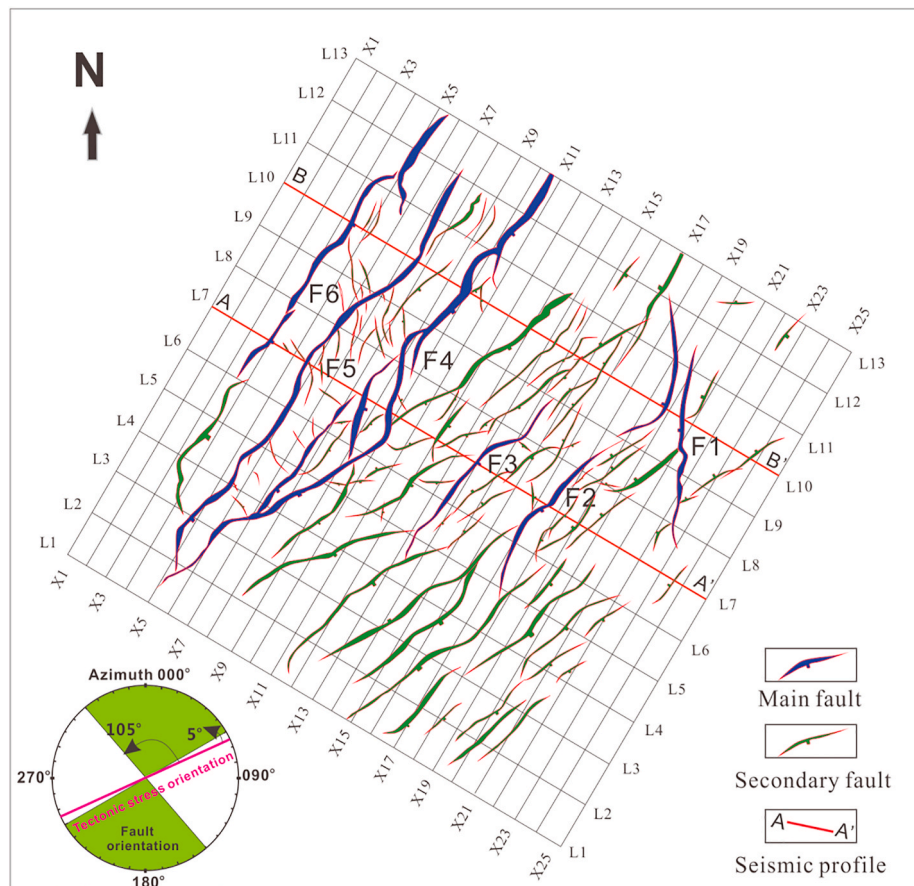 N
L13
L12
L11
L10
L9
L8
L7
L6
L5
L4
L3
L2
L1
X1
X3
X5
X7
X9
X11
X13
X15
X17
X19
X21
X23
X25
B
A
F6
F5
F4
F3
F2
F1
B'
A'
L13
L12
L11
L10
L9
L8
L7
L6
L5
L4
L3
L2
L1
X1
X3
X5
X7
X9
X11
X13
X15
X17
X19
X21
X23
X25
Azimuth 000°
105°
5°
270°
090°
Tectonic stress orientation
Fault
orientation
180°
Main fault
Secondary fault
A A'
Seismic profile